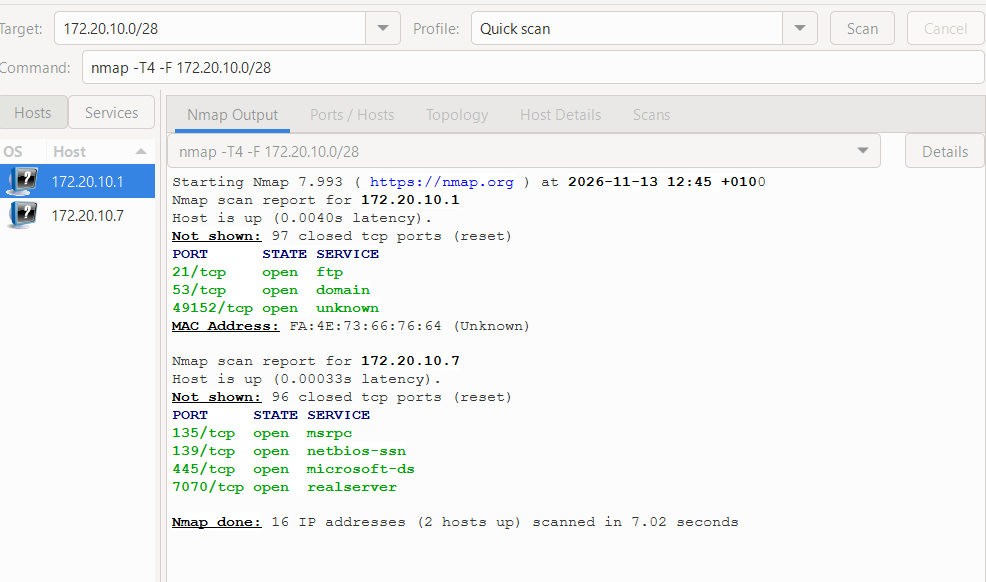 Target: 172.20.10.0/28 Profile: Quick scan Scan Cancel
Command: nmap -T4 -F 172.20.10.0/28
Hosts Services Nmap Output Ports / Hosts Topology Host Details Scans
OS Host nmap -T4 -F 172.20.10.0/28 Details
172.20.10.1
172.20.10.7
Starting Nmap 7.993 ( https://nmap.org ) at 2026-11-13 12:45 +0100
Nmap scan report for 172.20.10.1
Host is up (0.0040s latency).
Not shown: 97 closed tcp ports (reset)
PORT STATE SERVICE
21/tcp open ftp
53/tcp open domain
49152/tcp open unknown
MAC Address: FA:4E:73:66:76:64 (Unknown)
Nmap scan report for 172.20.10.7
Host is up (0.00033s latency).
Not shown: 96 closed tcp ports (reset)
PORT STATE SERVICE
135/tcp open msrpc
139/tcp open netbios-ssn
445/tcp open microsoft-ds
7070/tcp open realserver
Nmap done: 16 IP addresses (2 hosts up) scanned in 7.02 seconds